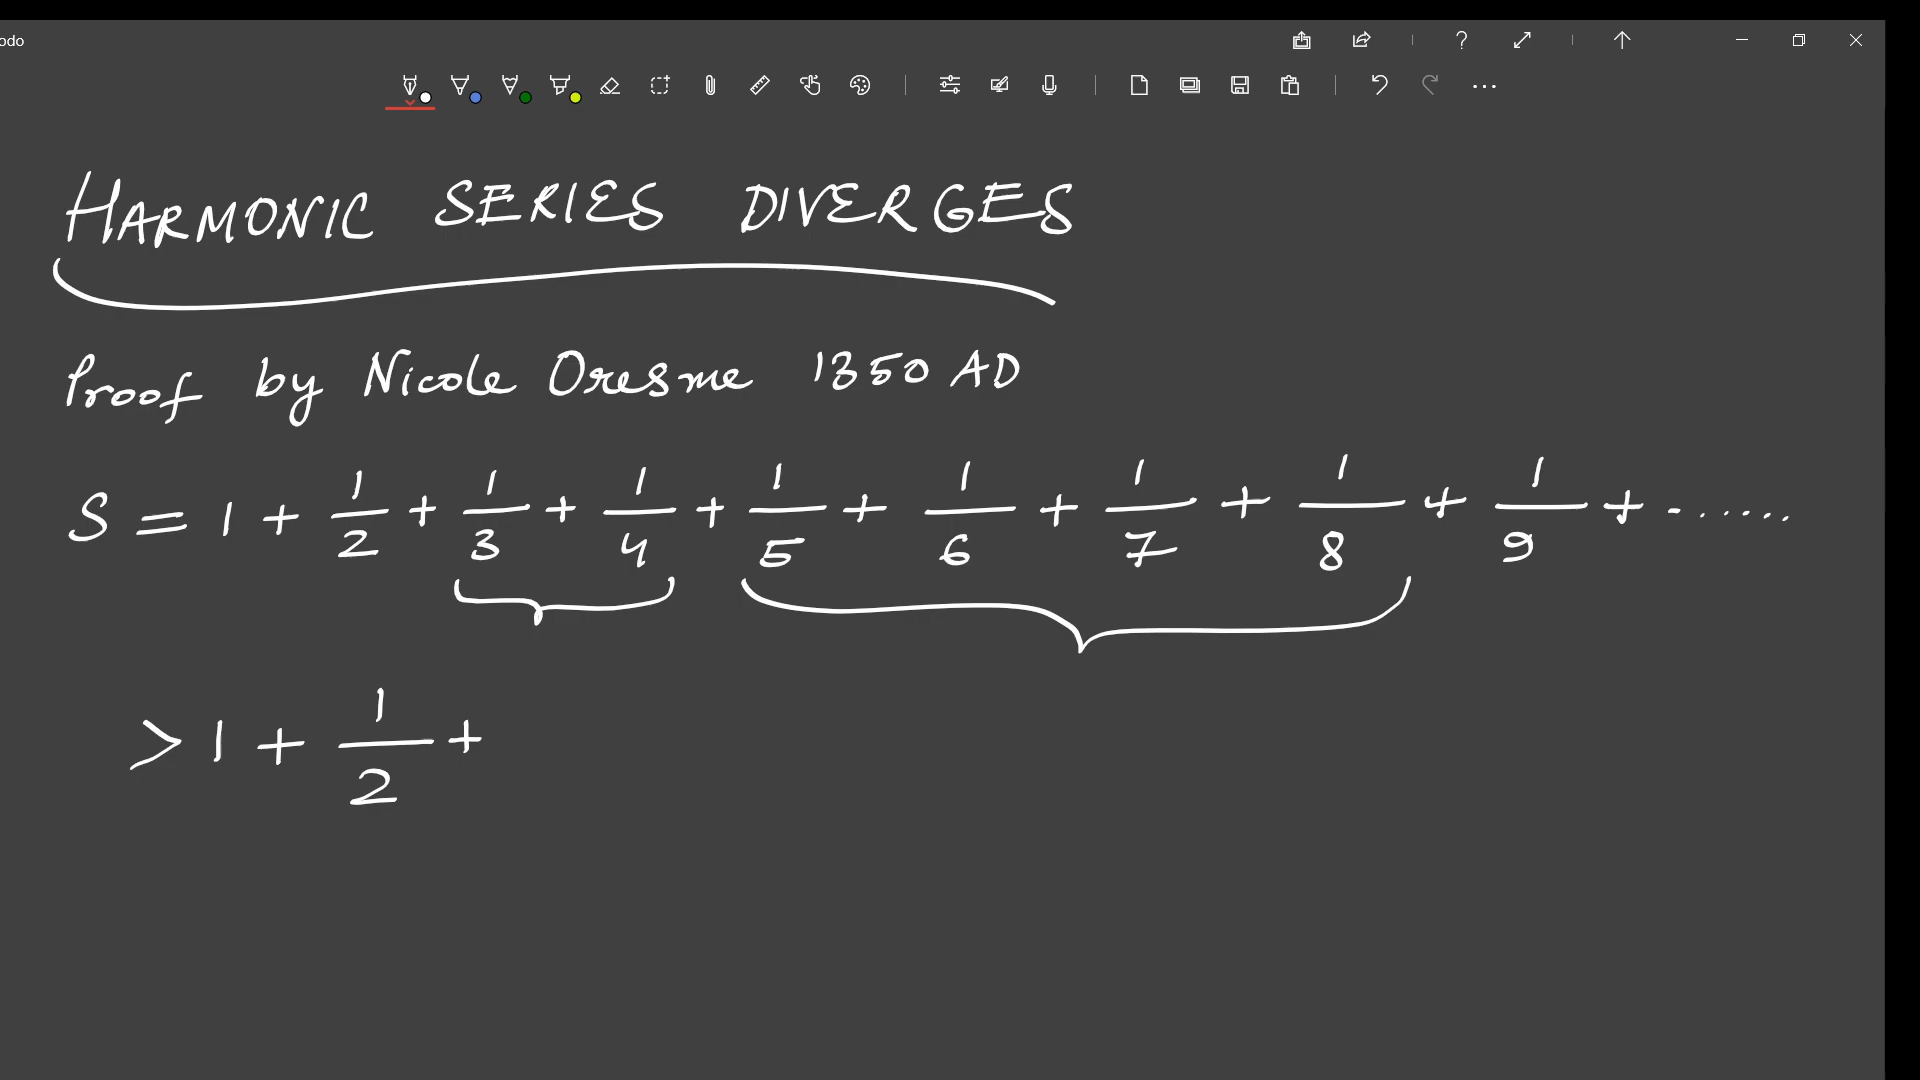 odo
HARMONIC SERIES DIVERGES
Proof by Nicole Oresme 1350 AD
S = 1 + 1/2 + 1/3 + 1/4 + 1/5 + 1/6 + 1/7 + 1/8 + 1/9 + ......
> 1 + 1/2 +